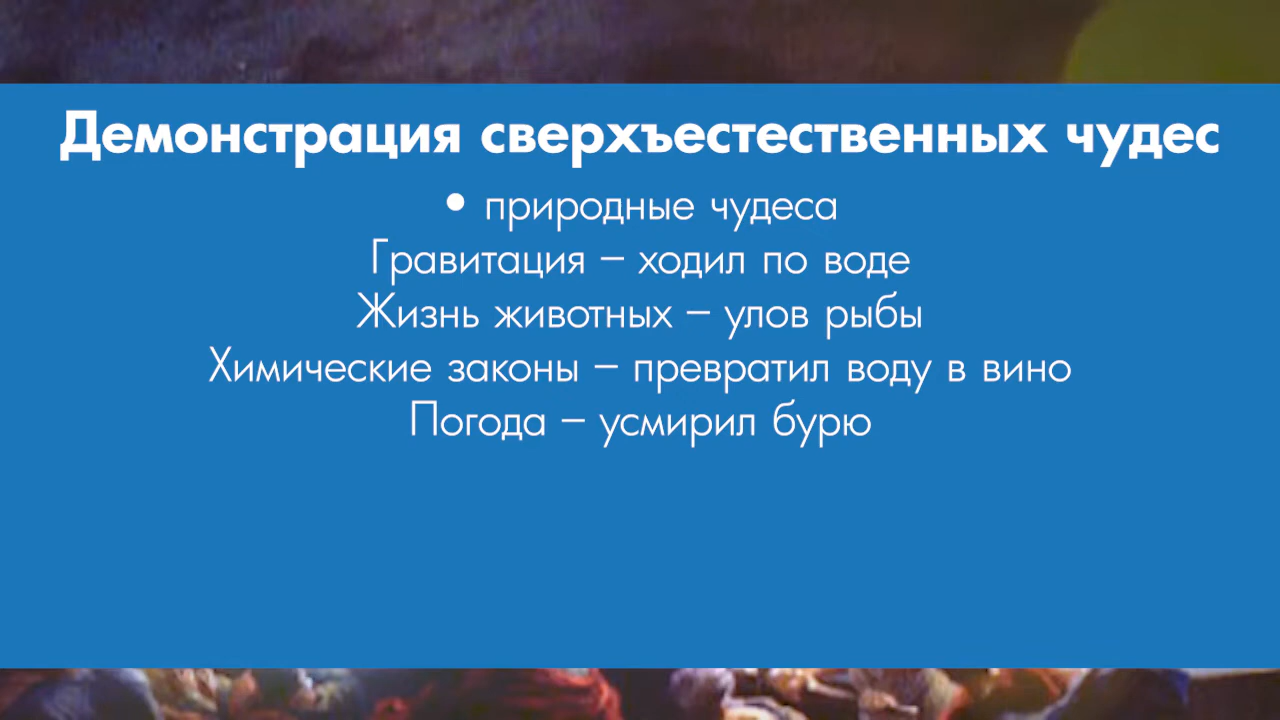 Демонстрация сверхъестественных чудес
• природные чудеса
Гравитация – ходил по воде
Жизнь животных – улов рыбы
Химические законы – превратил воду в вино
Погода – усмирил бурю